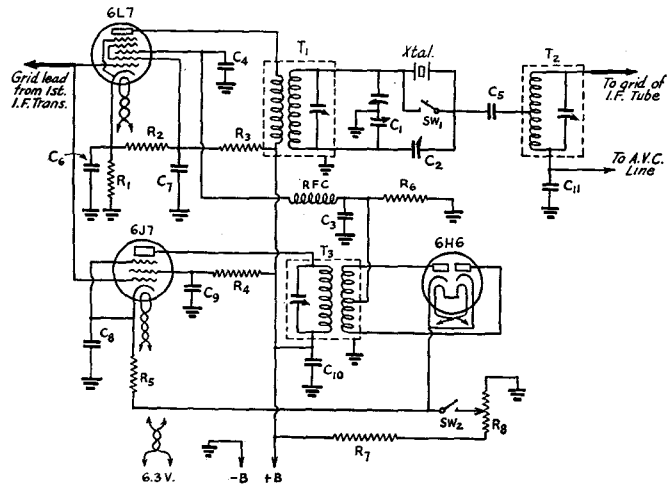 6L7
Grid lead
from 1st.
I.F. Trans.
C4
T1
Xtal.
SW1
C1
C2
C5
T2
To grid of
I.F. Tube
To A.V.C.
Line
C11
C6
R1
R2
C7
R3
RFC
C3
R6
6J7
C8
C9
R4
R5
T3
C10
6H6
SW2
R8
R7
6.3 V.
-B
+B